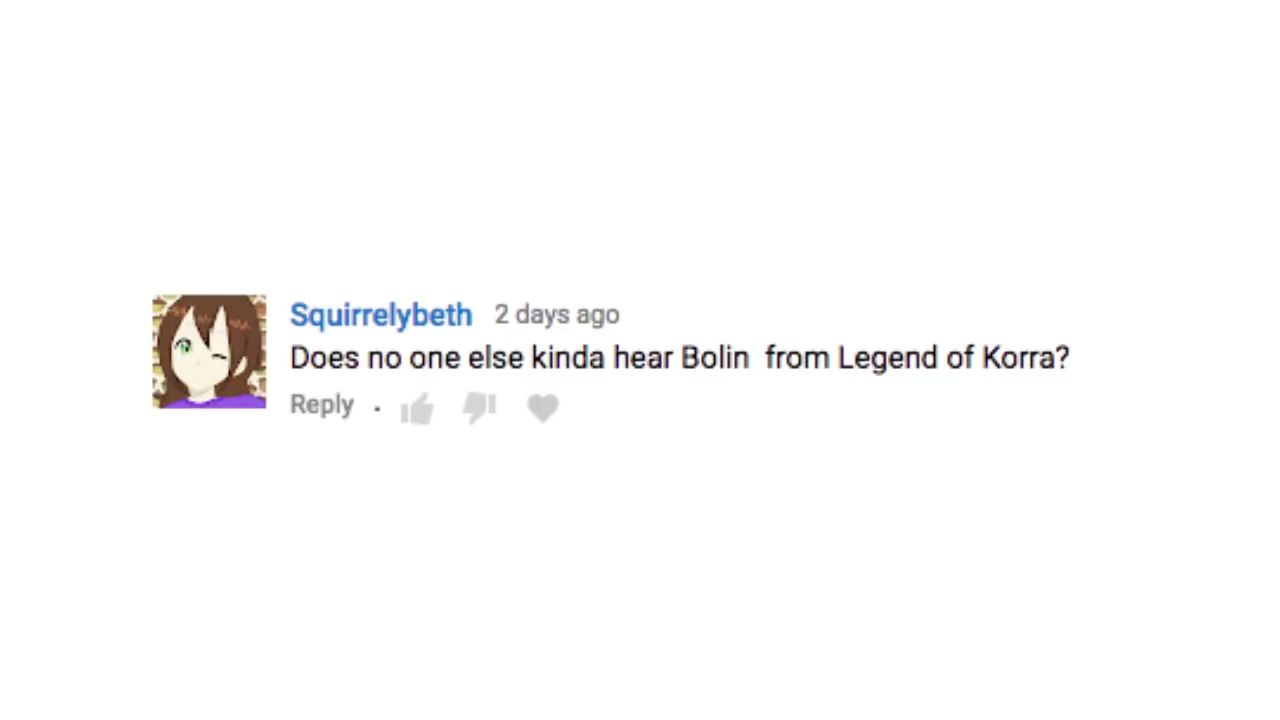 Squirrelybeth 2 days ago
Does no one else kinda hear Bolin  from Legend of Korra?
Reply .